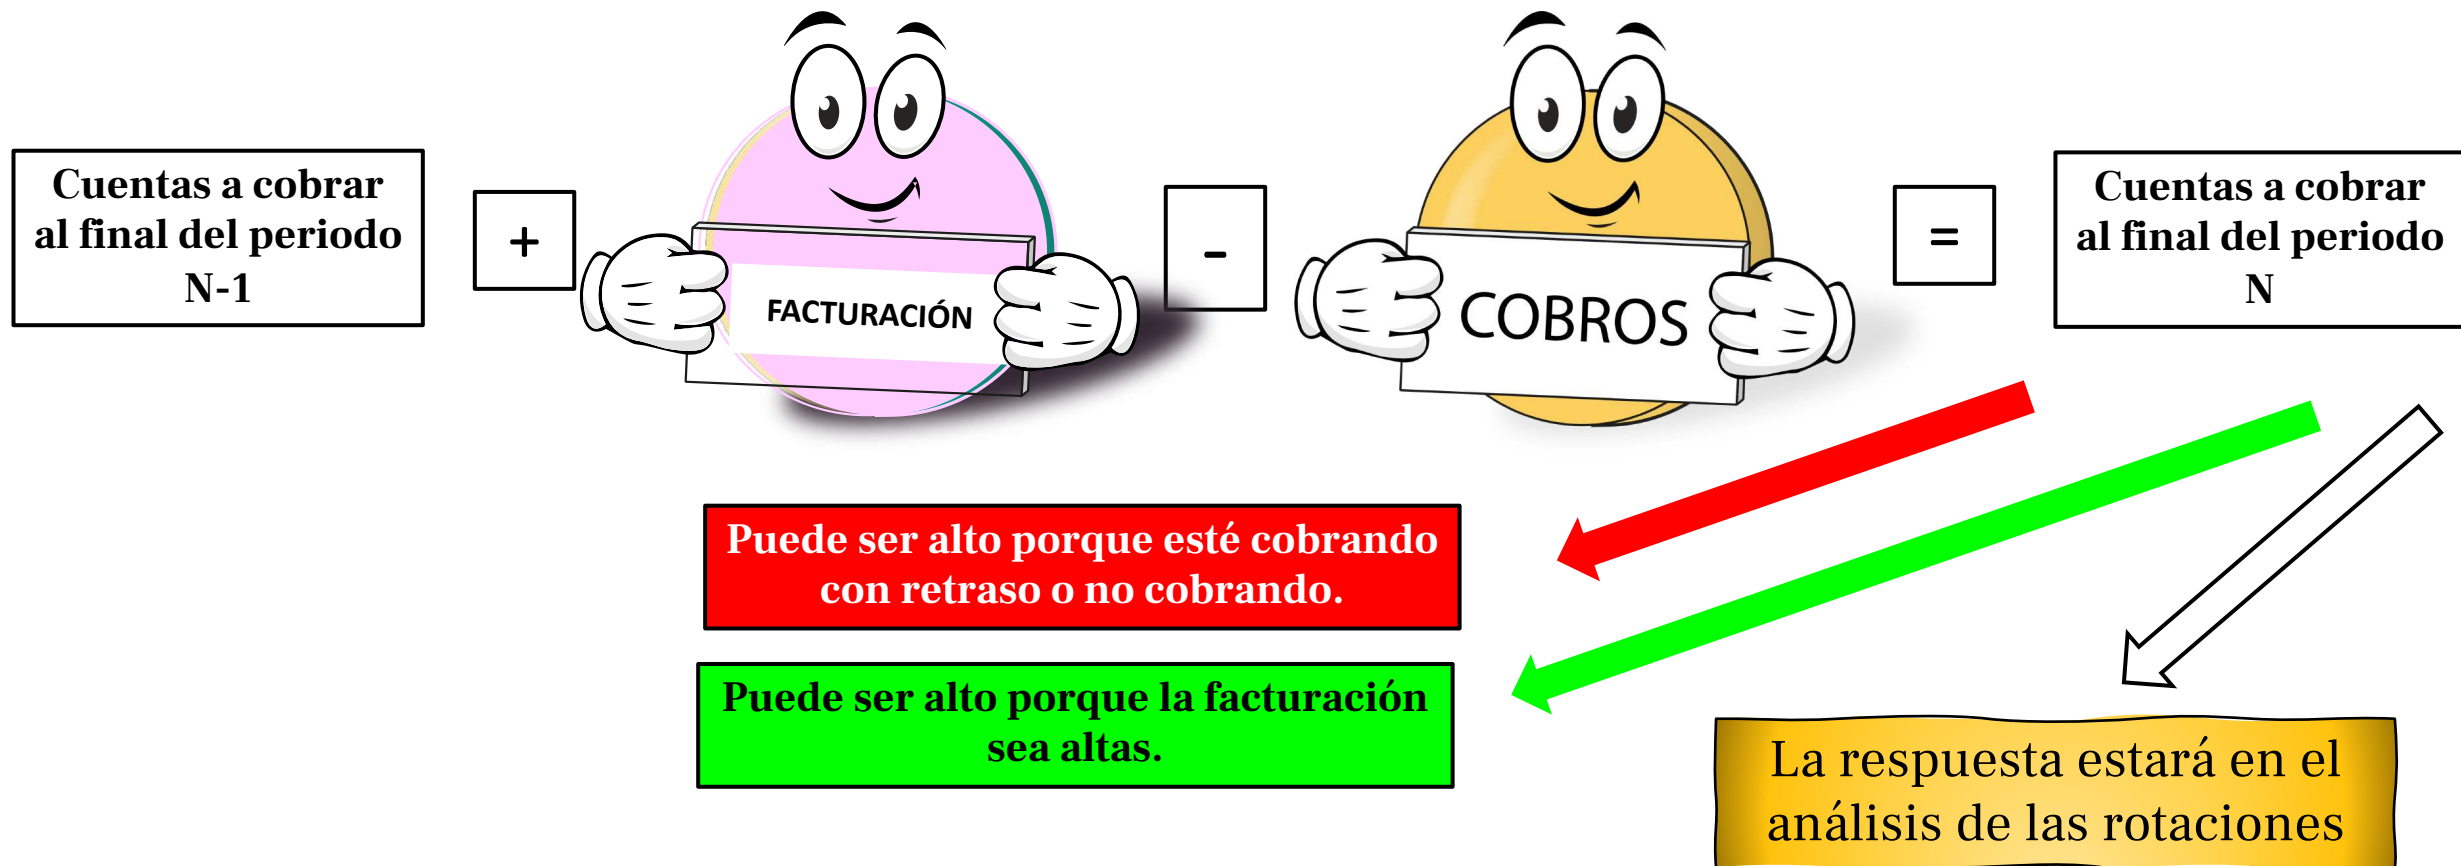 Cuentas a cobrar
al final del periodo
N-1
+
FACTURACIÓN
-
COBROS
=
Cuentas a cobrar
al final del periodo
N
Puede ser alto porque esté cobrando
con retraso o no cobrando.
Puede ser alto porque la facturación
sea altas.
La respuesta estará en el
análisis de las rotaciones